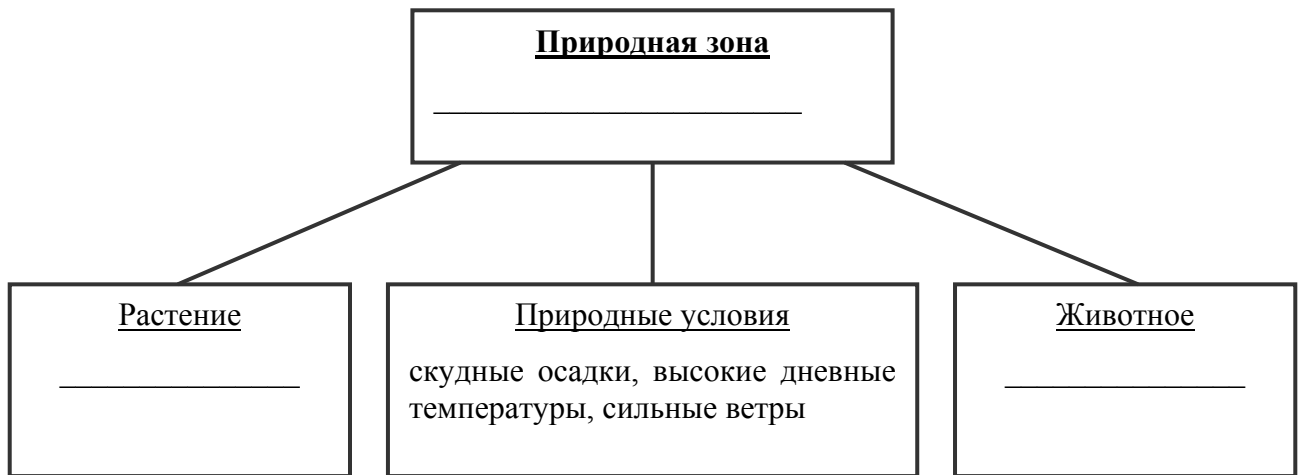 Природная зона
Растение
Природные условия
скудные осадки, высокие дневные
температуры, сильные ветры
Животное